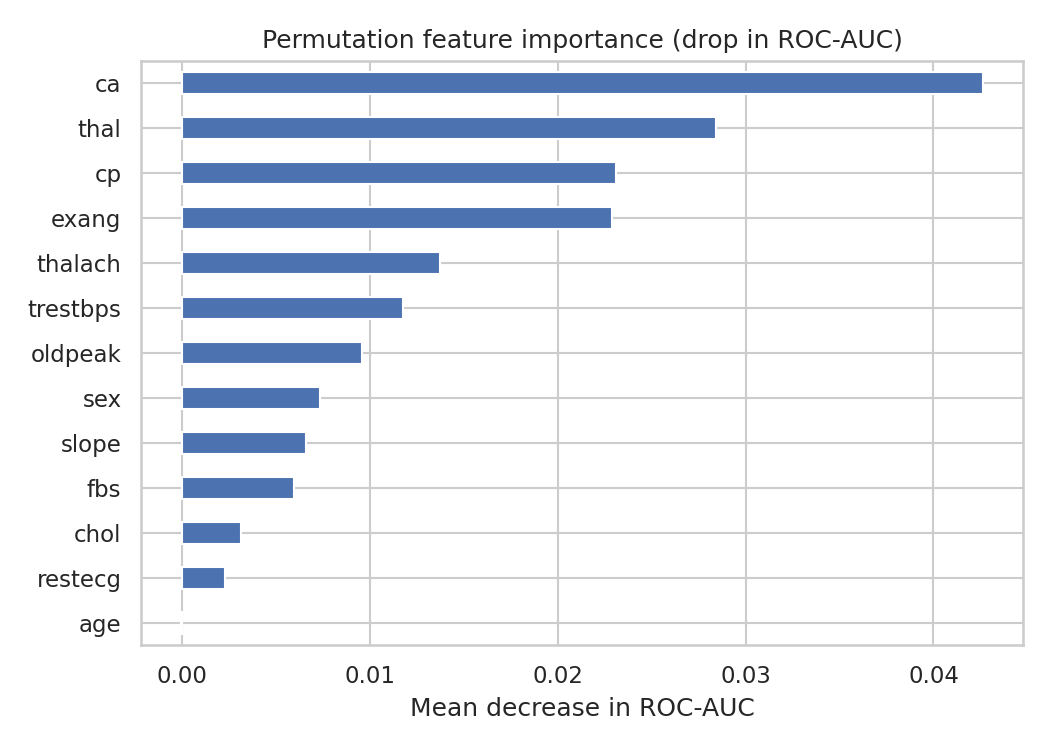 Permutation feature importance (drop in ROC-AUC)
ca
thal
cp
exang
thalach
trestbps
oldpeak
sex
slope
fbs
chol
restecg
age
0.00 0.01 0.02 0.03 0.04
Mean decrease in ROC-AUC